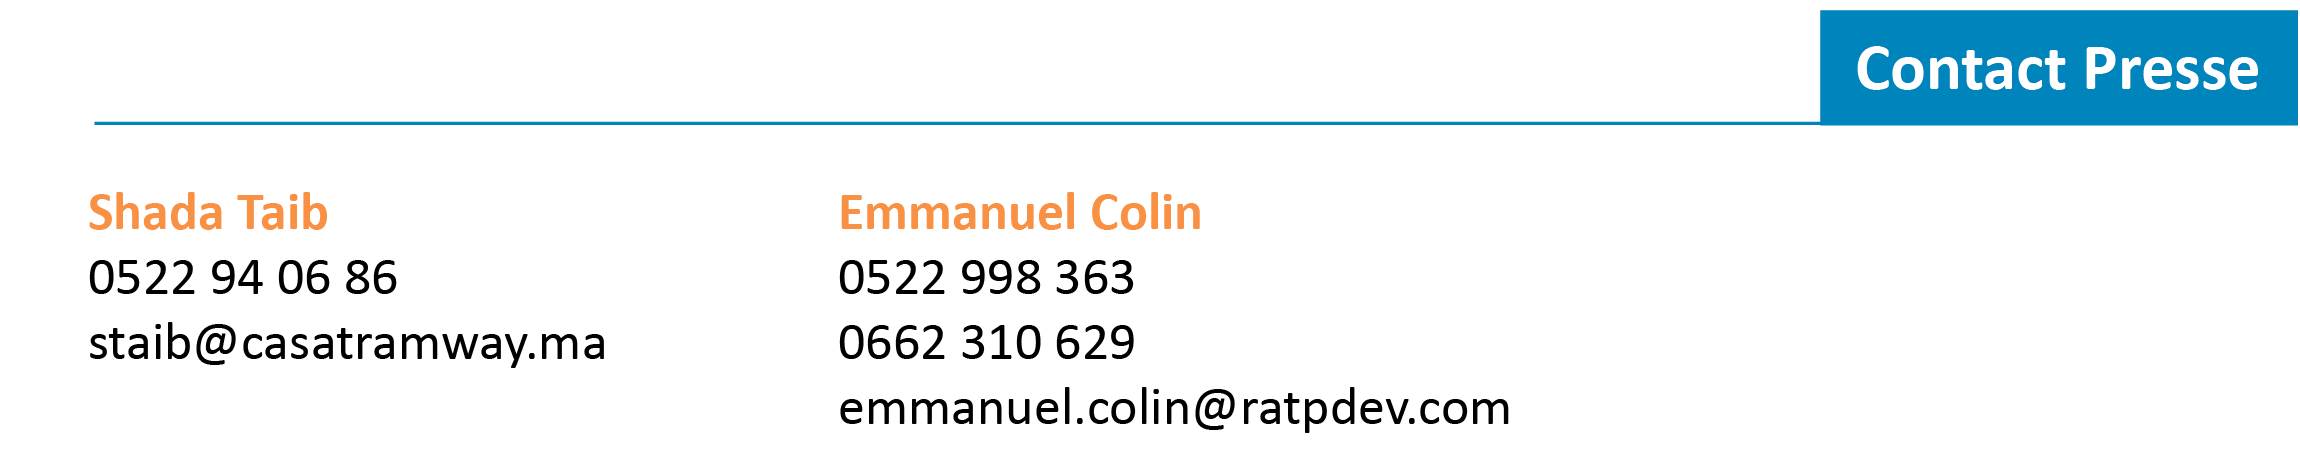 Contact Presse
Shada Taib
0522 94 06 86
staib@casatramway.ma
Emmanuel Colin
0522 998 363
0662 310 629
emmanuel.colin@ratpdev.com